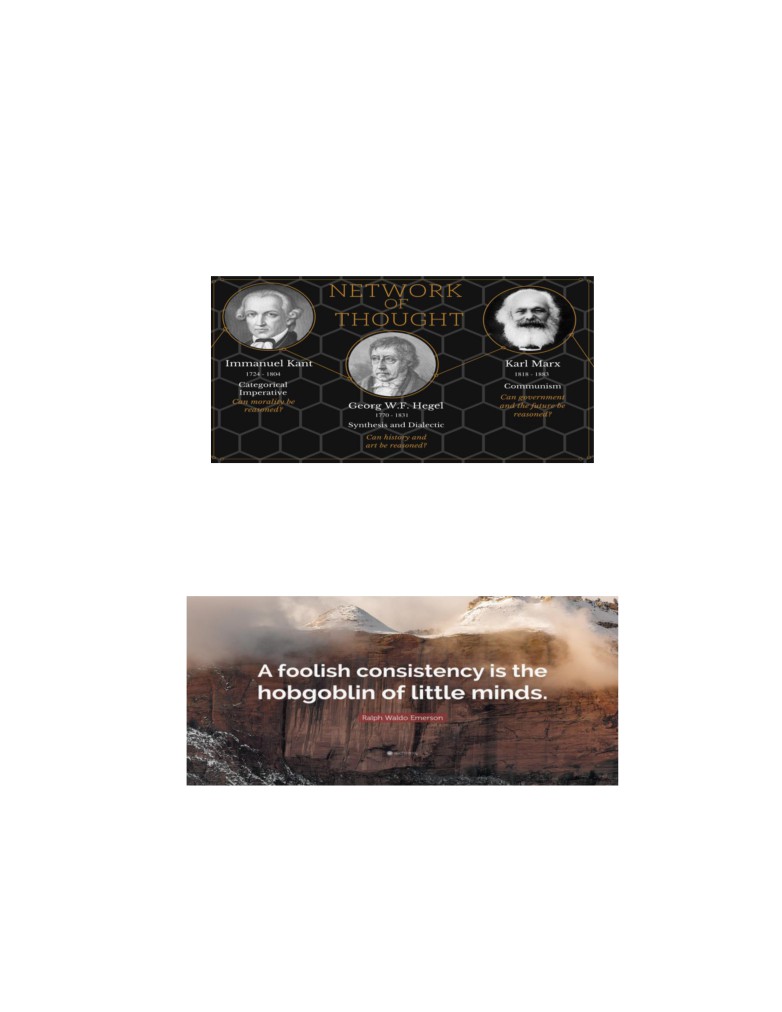 NETWORK
OF
THOUGHT
Immanuel Kant
1724 - 1804
Categorical
Imperative
Can morality be
reasoned?
Georg W.F. Hegel
1770 - 1831
Synthesis and Dialectic
Can history and
art be reasoned?
Karl Marx
1818 - 1883
Communism
Can government
and the future be
reasoned?
A foolish consistency is the
hobgoblin of little minds.
Ralph Waldo Emerson